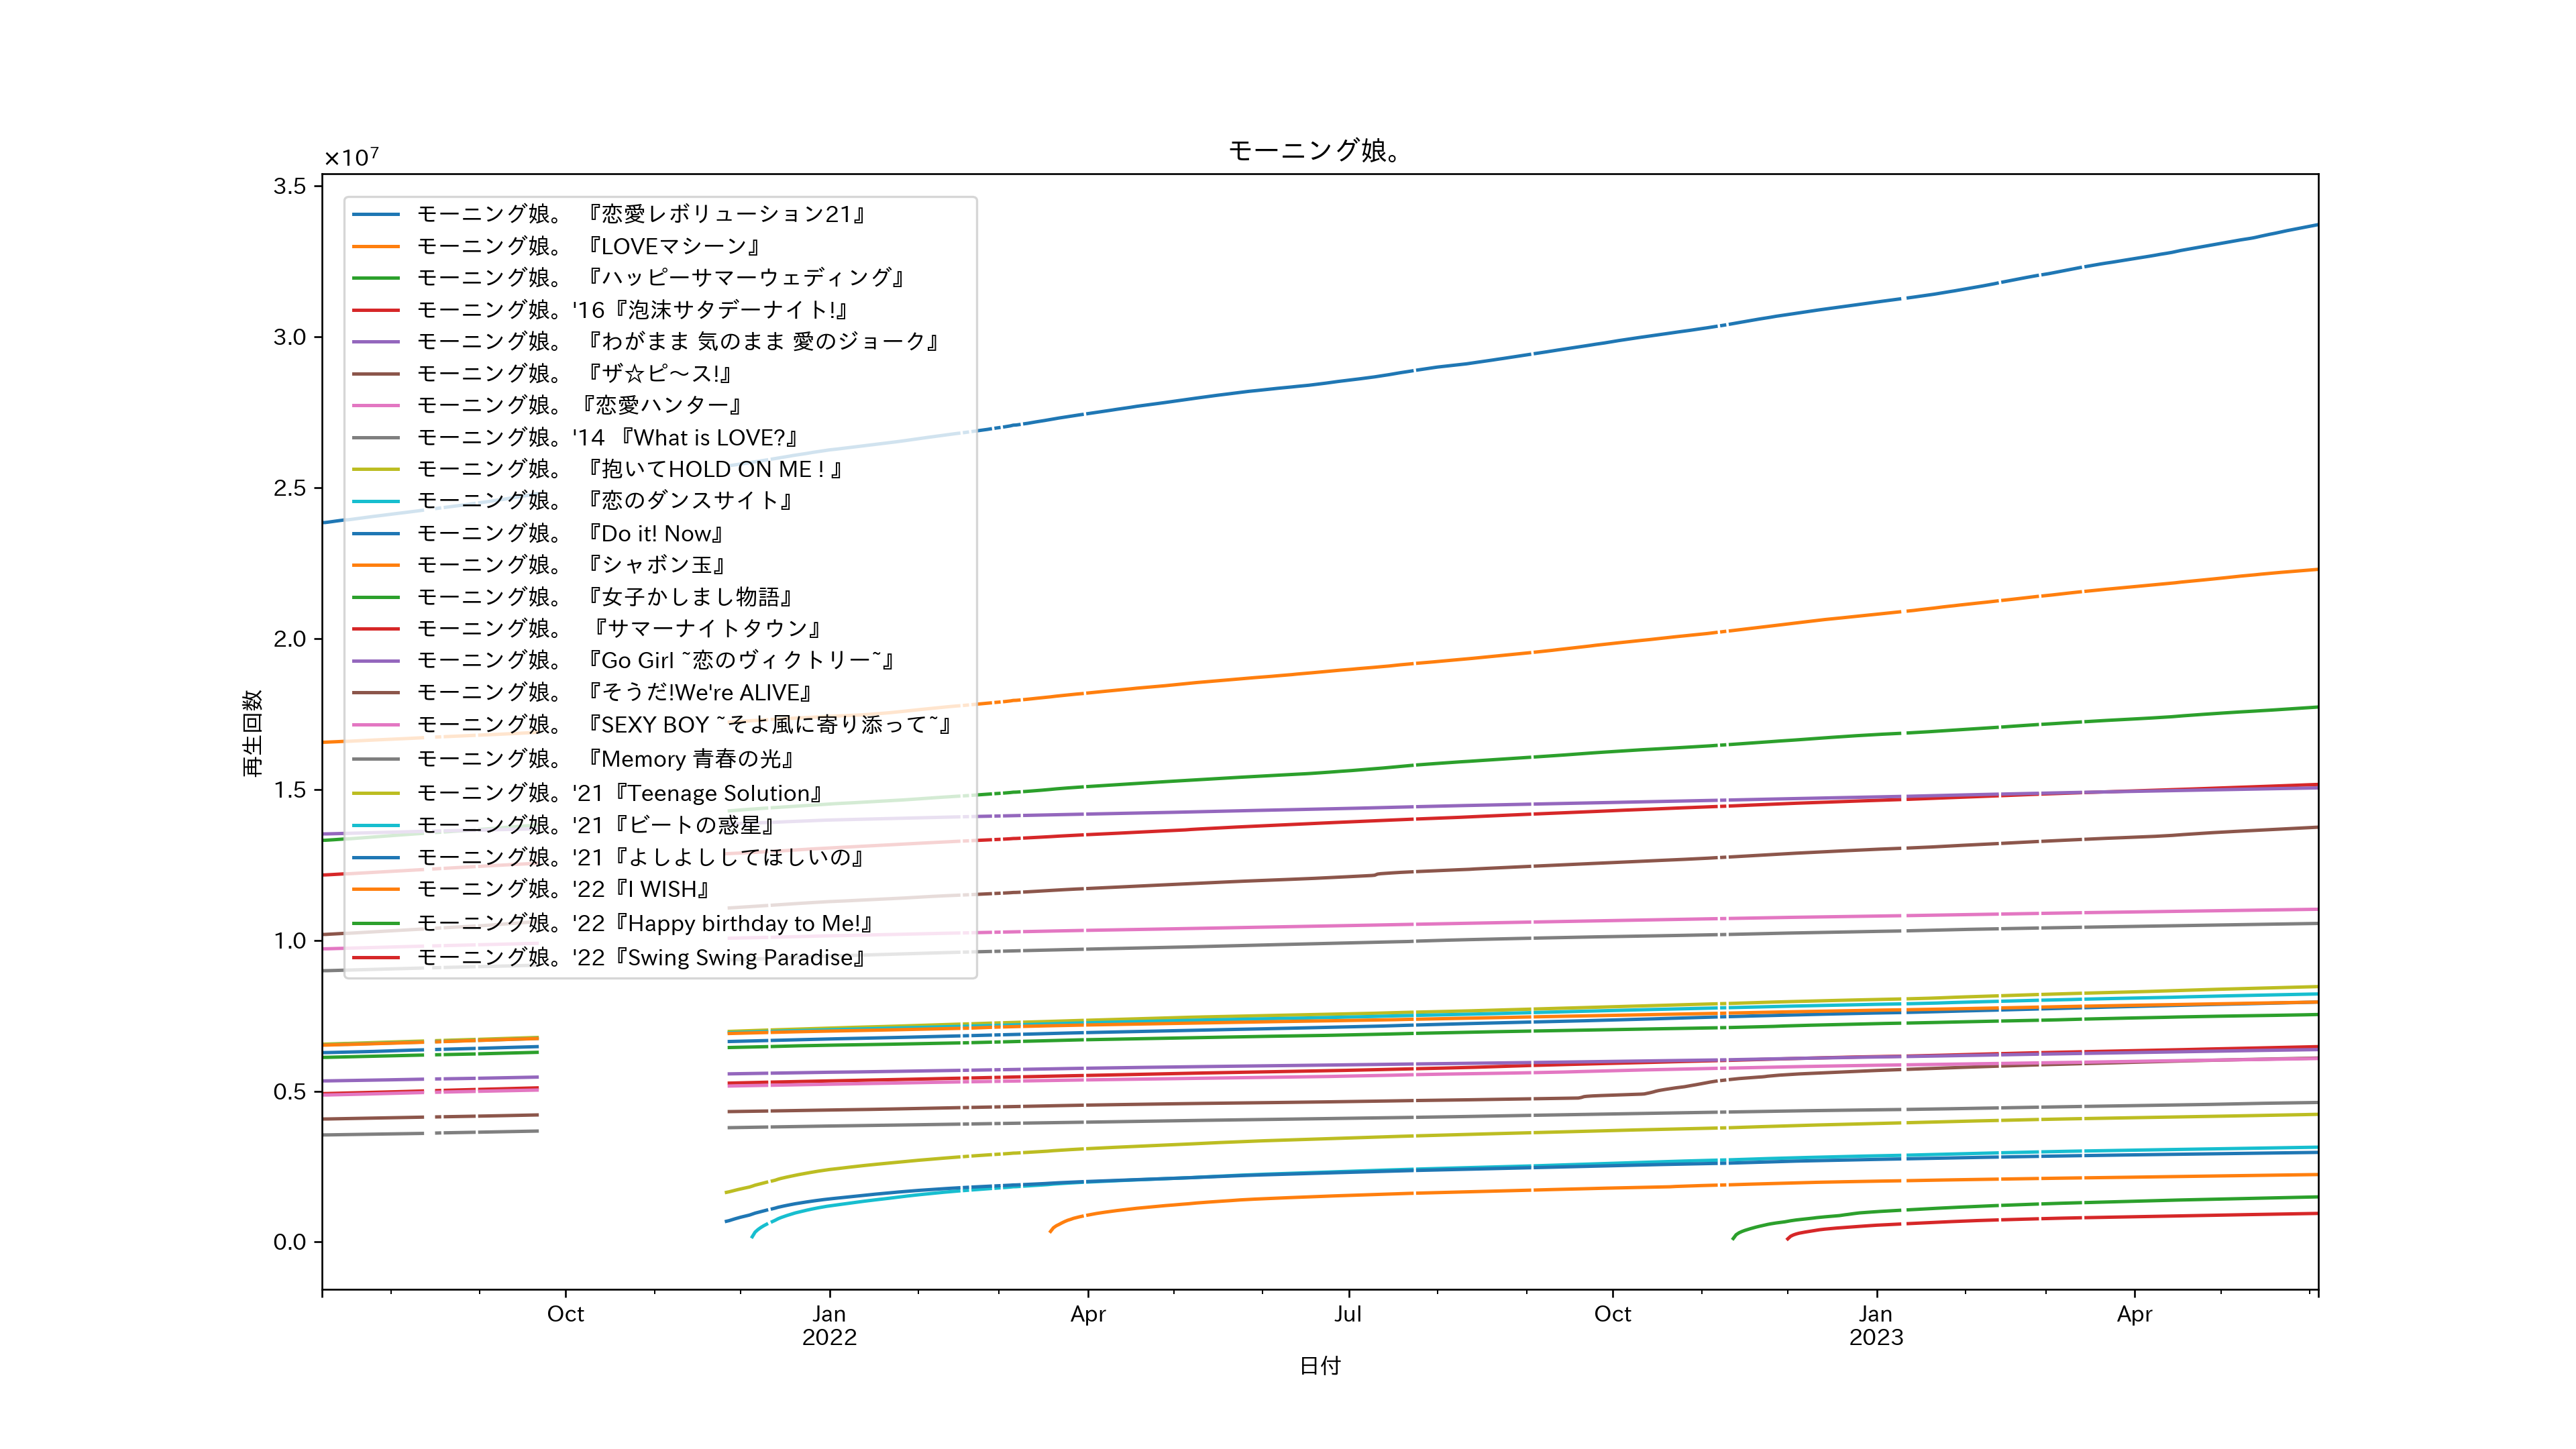 モーニング娘。
×10⁷
3.5
3.0
2.5
2.0
1.5
1.0
0.5
0.0
再生回数
モーニング娘。 『恋愛レボリューション21』
モーニング娘。 『LOVEマシーン』
モーニング娘。 『ハッピーサマーウェディング』
モーニング娘。'16『泡沫サタデーナイト!』
モーニング娘。 『わがまま 気のまま 愛のジョーク』
モーニング娘。 『ザ☆ピ～ス!』
モーニング娘。『恋愛ハンター』
モーニング娘。'14 『What is LOVE?』
モーニング娘。 『抱いてHOLD ON ME ! 』
モーニング娘。 『恋のダンスサイト』
モーニング娘。 『Do it! Now』
モーニング娘。 『シャボン玉』
モーニング娘。 『女子かしまし物語』
モーニング娘。  『サマーナイトタウン』
モーニング娘。 『Go Girl ~恋のヴィクトリー~』
モーニング娘。 『そうだ!We're ALIVE』
モーニング娘。 『SEXY BOY ~そよ風に寄り添って~』
モーニング娘。 『Memory 青春の光』
モーニング娘。'21『Teenage Solution』
モーニング娘。'21『ビートの惑星』
モーニング娘。'21『よしよししてほしいの』
モーニング娘。'22『I WISH』
モーニング娘。'22『Happy birthday to Me!』
モーニング娘。'22『Swing Swing Paradise』
Oct Jan Apr Jul Oct Jan Apr
2022 2023
日付